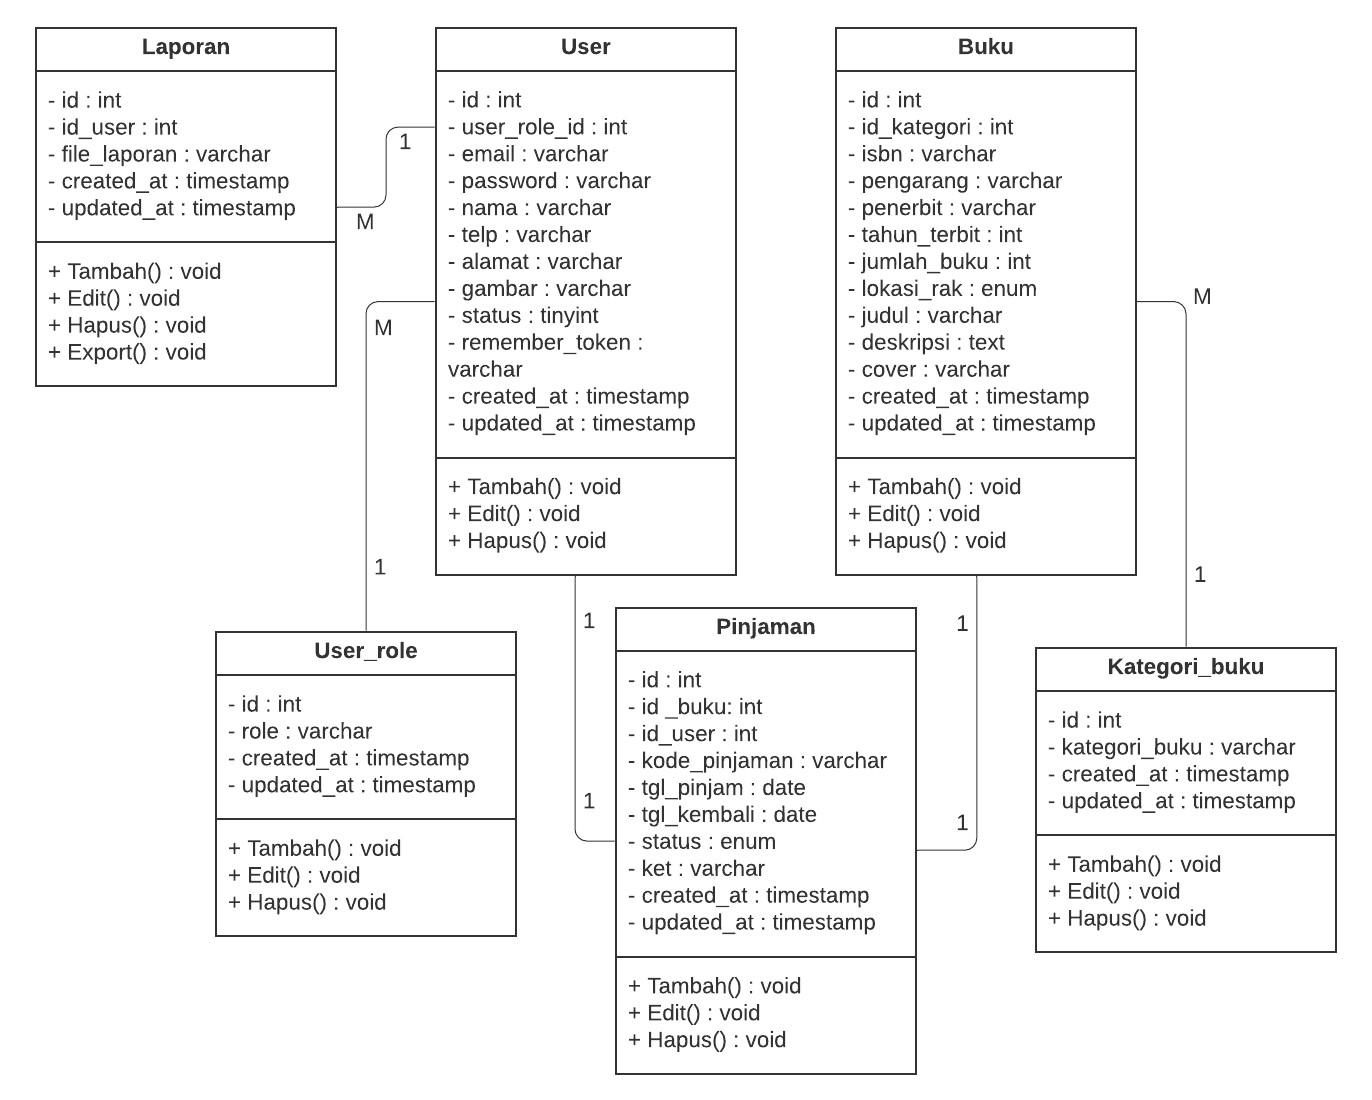 Laporan
- id : int
- id_user : int
- file_laporan : varchar
- created_at : timestamp
- updated_at : timestamp
+ Tambah() : void
+ Edit() : void
+ Hapus() : void
+ Export() : void
1
M
User
- id : int
- user_role_id : int
- email : varchar
- password : varchar
- nama : varchar
- telp : varchar
- alamat : varchar
- gambar : varchar
- status : tinyint
- remember_token :
varchar
- created_at : timestamp
- updated_at : timestamp
+ Tambah() : void
+ Edit() : void
+ Hapus() : void
Buku
- id : int
- id_kategori : int
- isbn : varchar
- pengarang : varchar
- penerbit : varchar
- tahun_terbit : int
- jumlah_buku : int
- lokasi_rak : enum
- judul : varchar
- deskripsi : text
- cover : varchar
- created_at : timestamp
- updated_at : timestamp
+ Tambah() : void
+ Edit() : void
+ Hapus() : void
M
1
M
1
User_role
- id : int
- role : varchar
- created_at : timestamp
- updated_at : timestamp
+ Tambah() : void
+ Edit() : void
+ Hapus() : void
1
1
Pinjaman
- id : int
- id _buku: int
- id_user : int
- kode_pinjaman : varchar
- tgl_pinjam : date
- tgl_kembali : date
- status : enum
- ket : varchar
- created_at : timestamp
- updated_at : timestamp
+ Tambah() : void
+ Edit() : void
+ Hapus() : void
1
1
Kategori_buku
- id : int
- kategori_buku : varchar
- created_at : timestamp
- updated_at : timestamp
+ Tambah() : void
+ Edit() : void
+ Hapus() : void